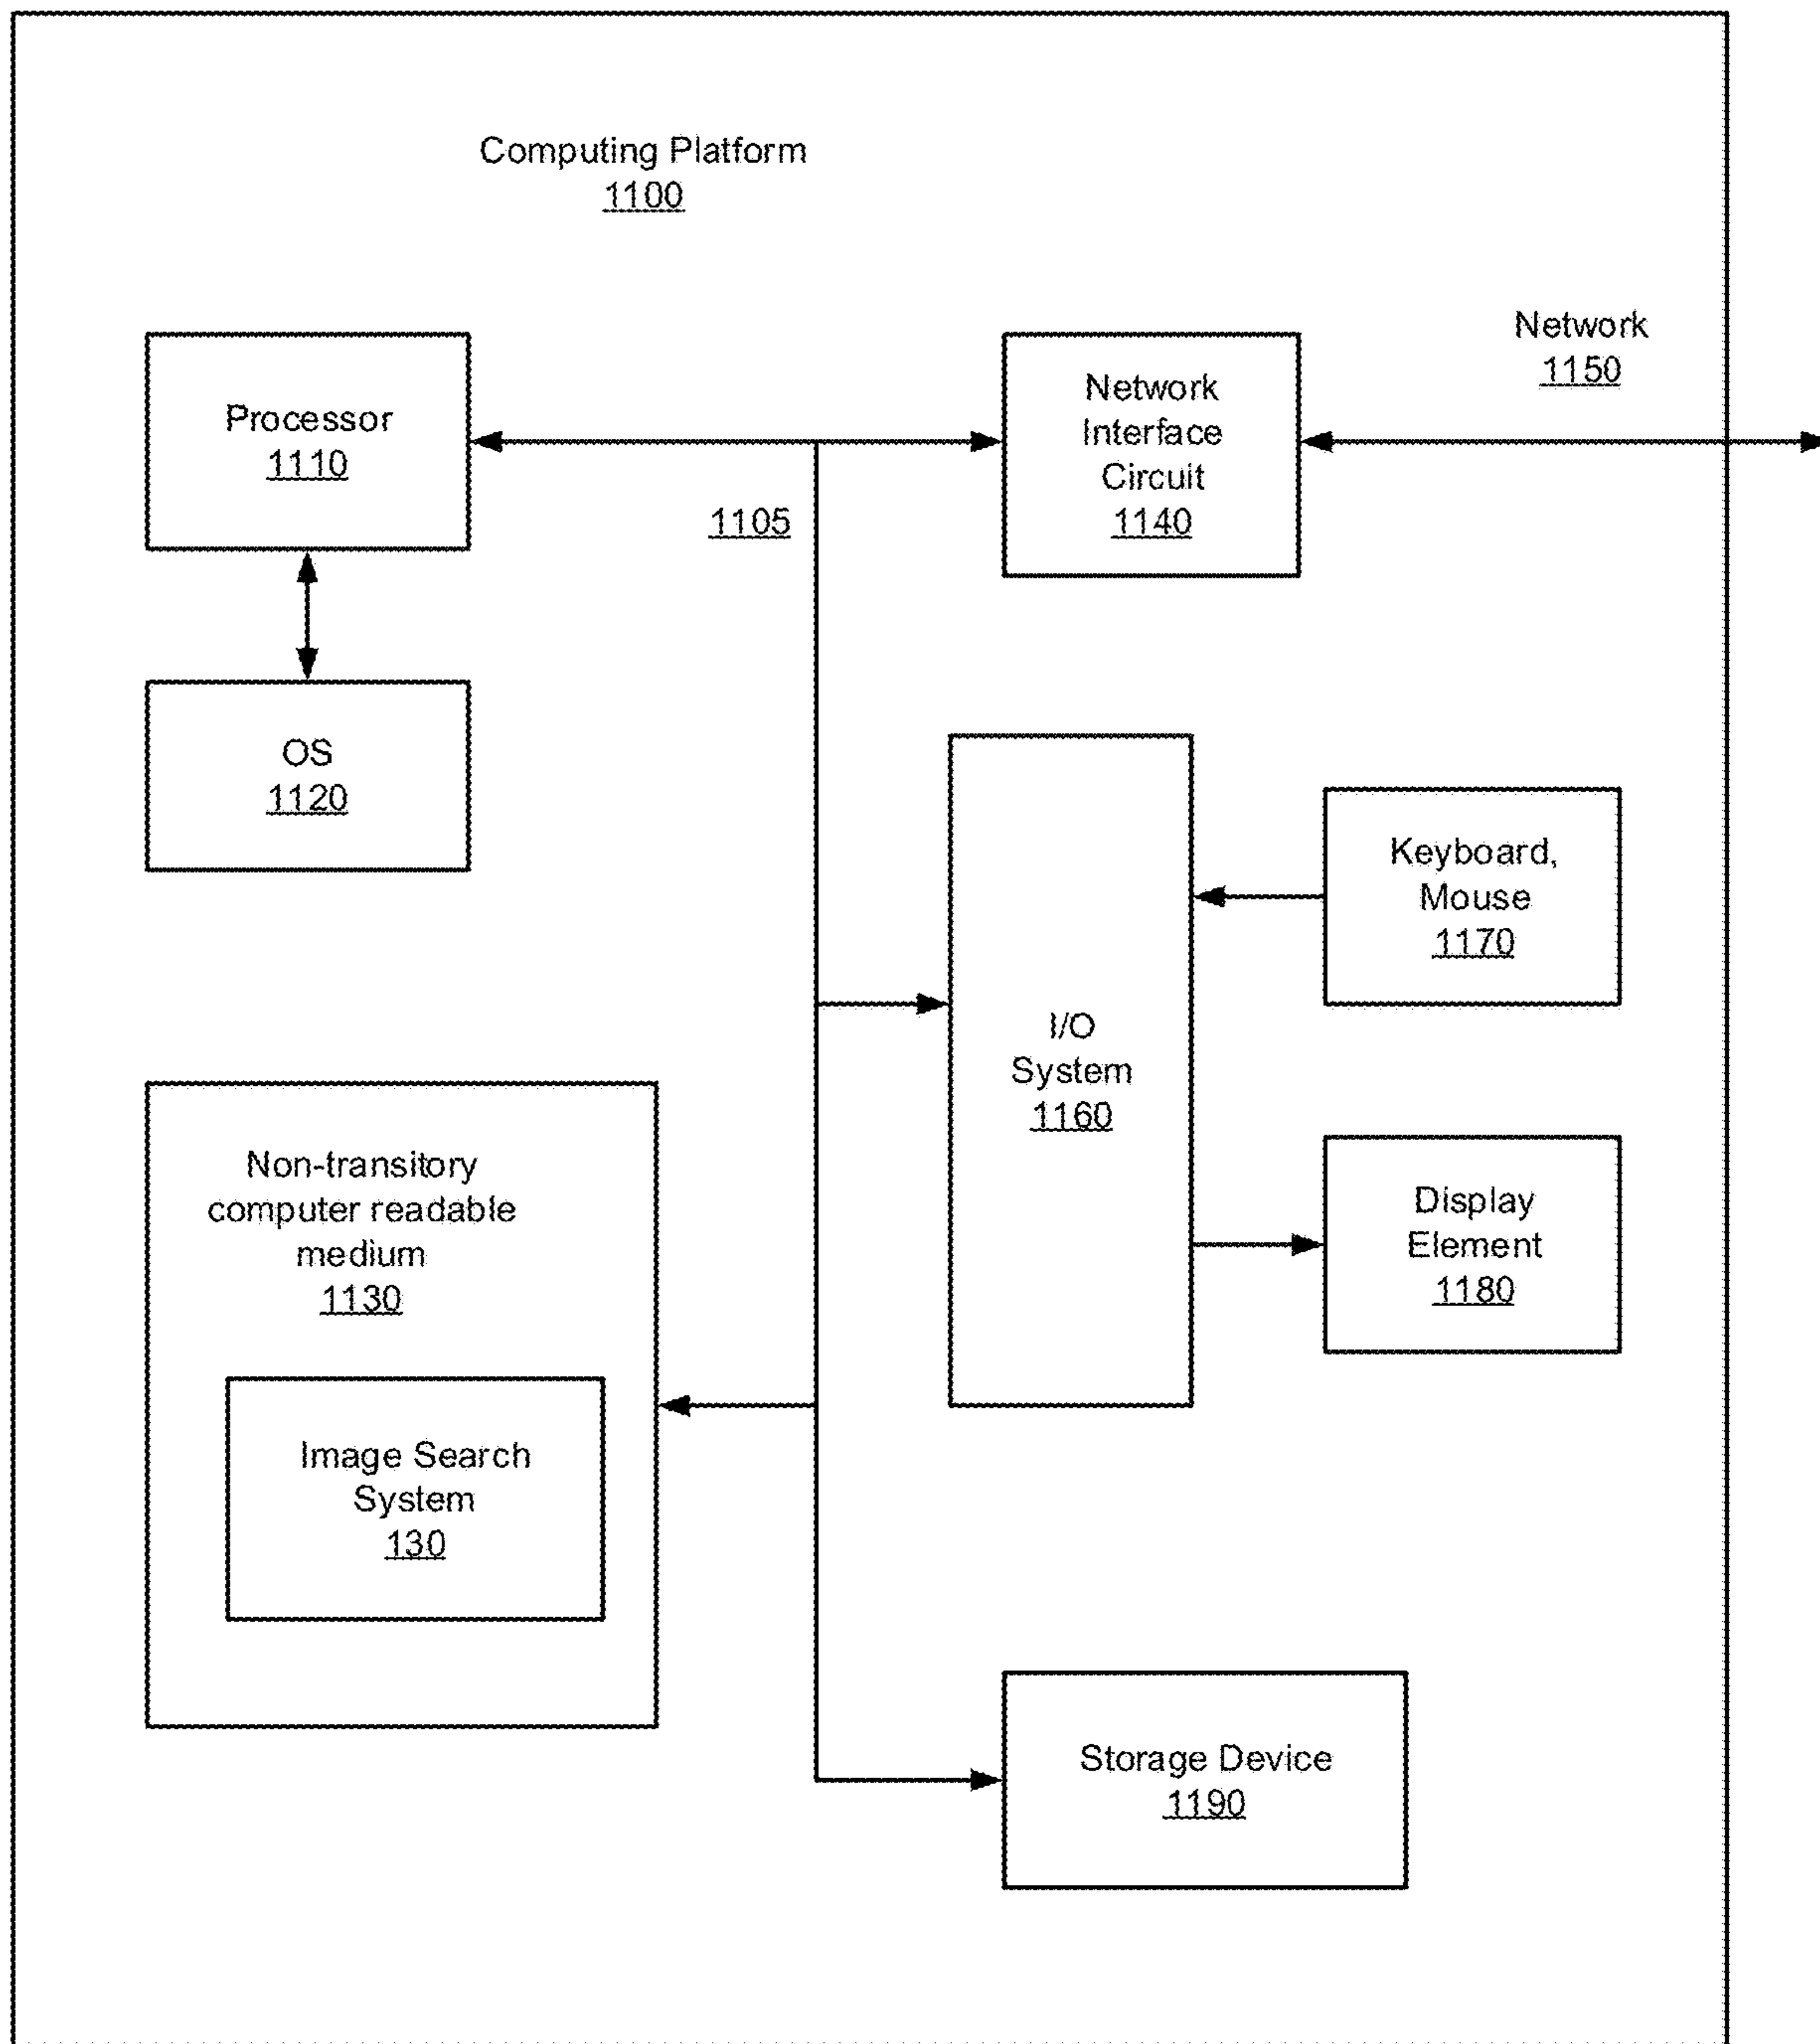 Computing Platform
1100
Network
1150
Processor
1110
Network
Interface
Circuit
1140
1105
OS
1120
Keyboard,
Mouse
1170
I/O
System
1160
Non-transitory
computer readable
medium
1130
Display
Element
1180
Image Search
System
130
Storage Device
1190